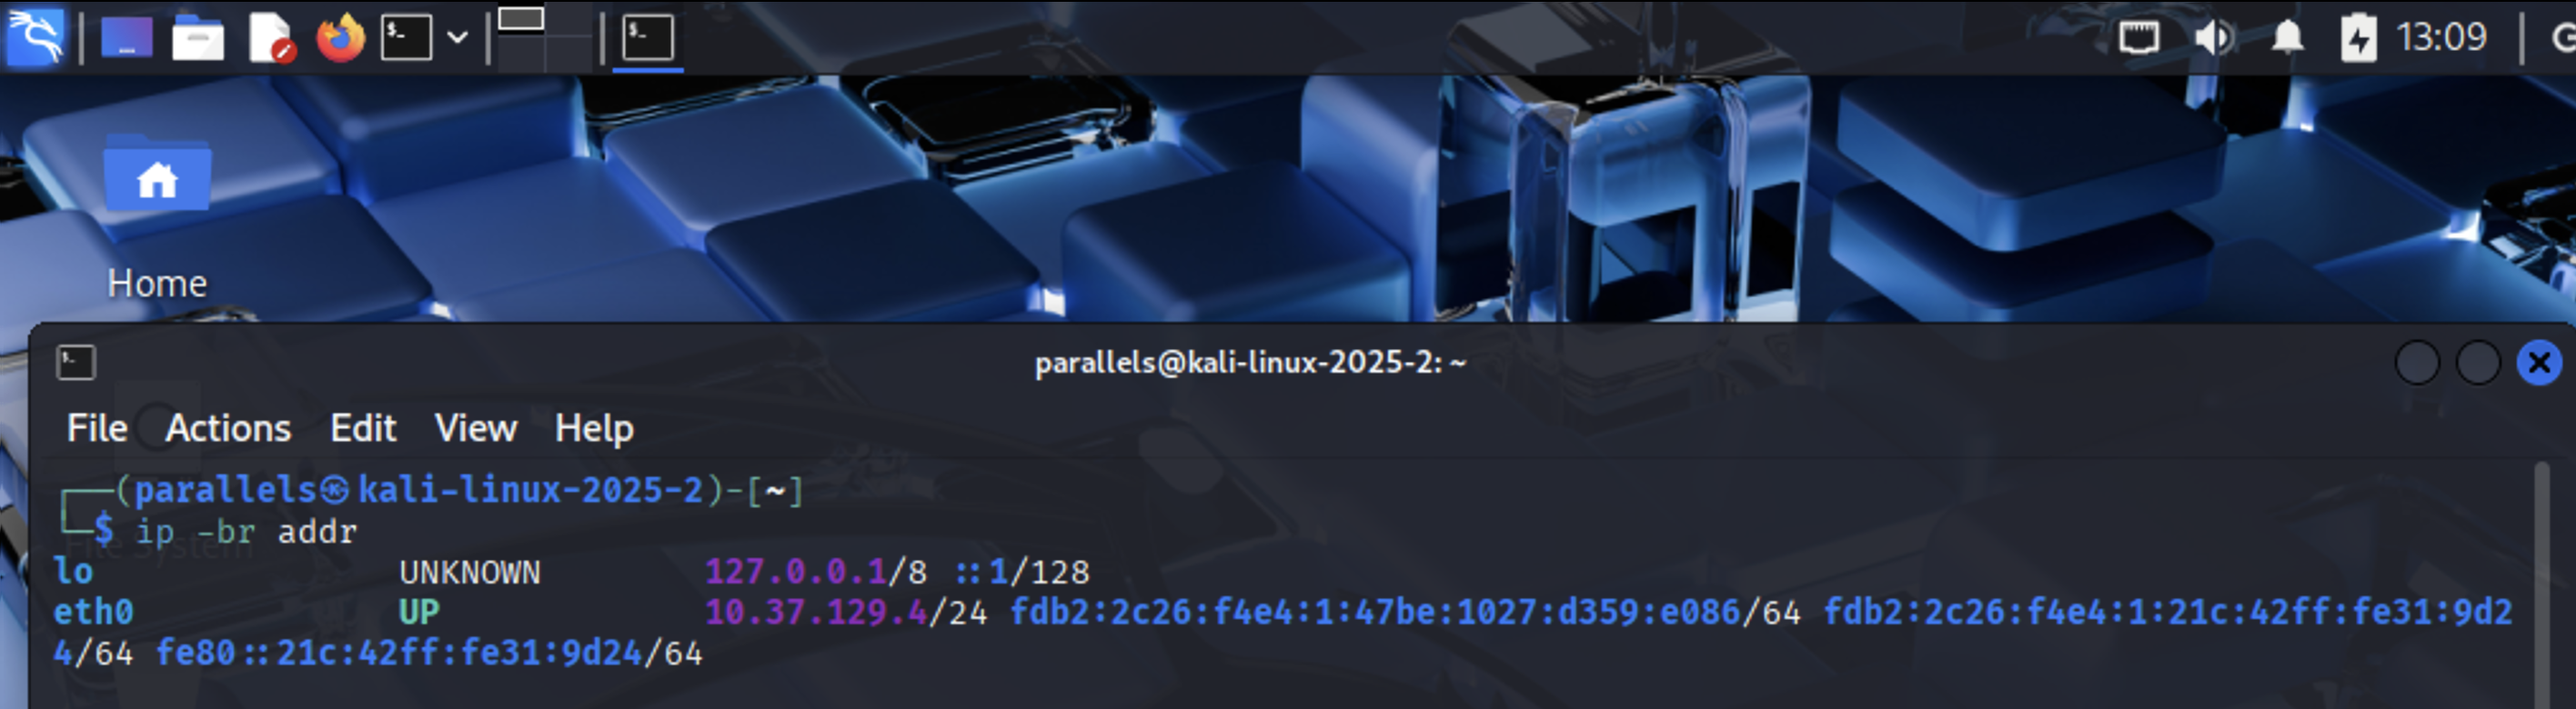 13:09
Home
parallels@kali-linux-2025-2: ~
File Actions Edit View Help
┌──(parallels㉿kali-linux-2025-2)-[~]
└─$ ip -br addr
File System
lo UNKNOWN 127.0.0.1/8 ::1/128
eth0 UP 10.37.129.4/24 fdb2:2c26:f4e4:1:47be:1027:d359:e086/64 fdb2:2c26:f4e4:1:21c:42ff:fe31:9d2
4/64 fe80::21c:42ff:fe31:9d24/64